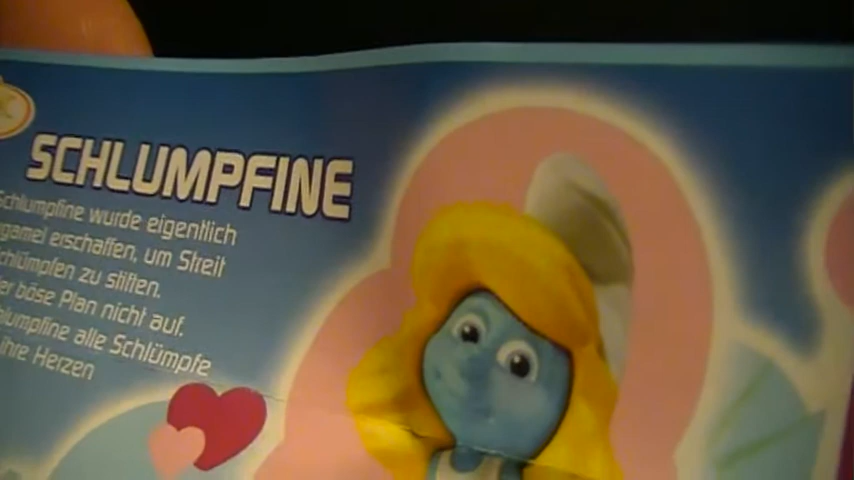 SCHLUMPFINE
Schlumpfine wurde eigentlich
gamel erschaffen, um Streit
chlümpfen zu stiften.
er böse Plan nicht auf.
hlumpfine alle Schlümpfe
ihre Herzen